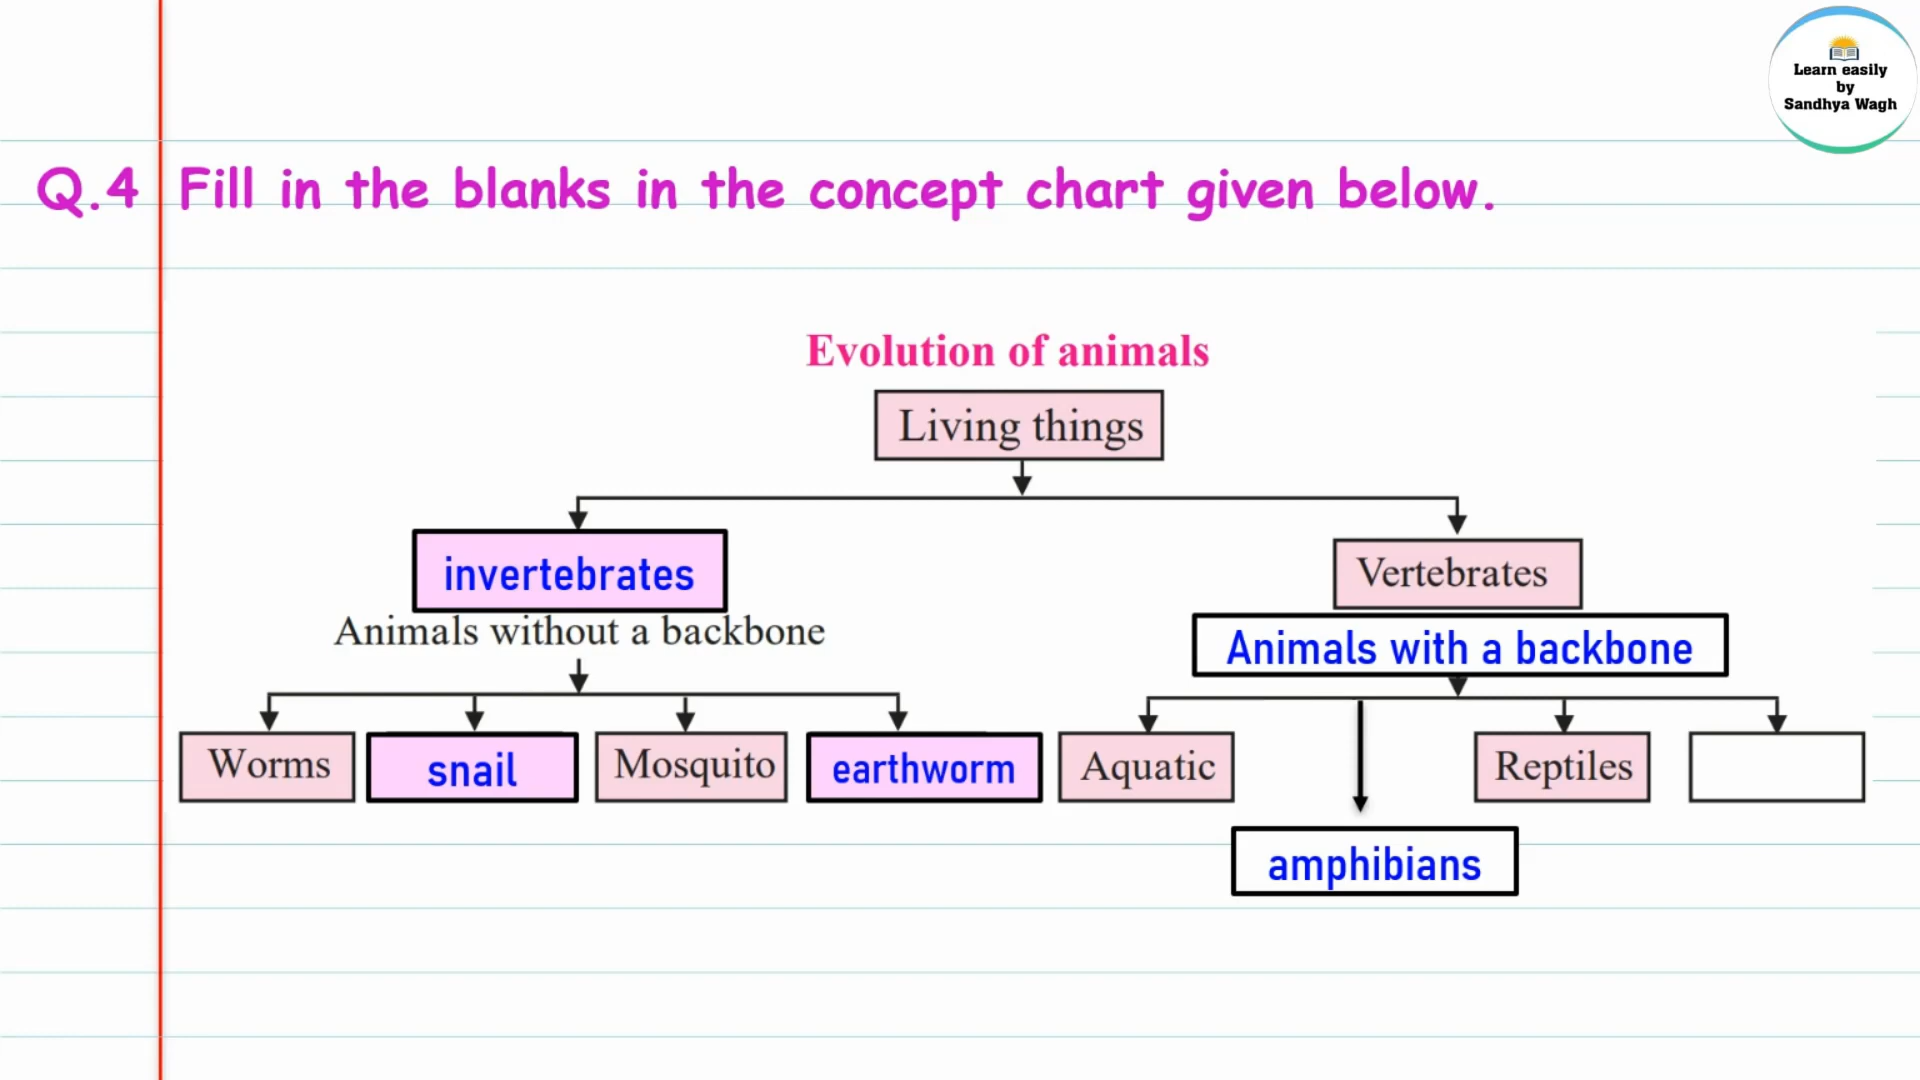 Learn easily
by
Sandhya Wagh
Q.4 Fill in the blanks in the concept chart given below.
Evolution of animals
Living things
invertebrates
Vertebrates
Animals without a backbone
Animals with a backbone
Worms
snail
Mosquito
earthworm
Aquatic
Reptiles
amphibians